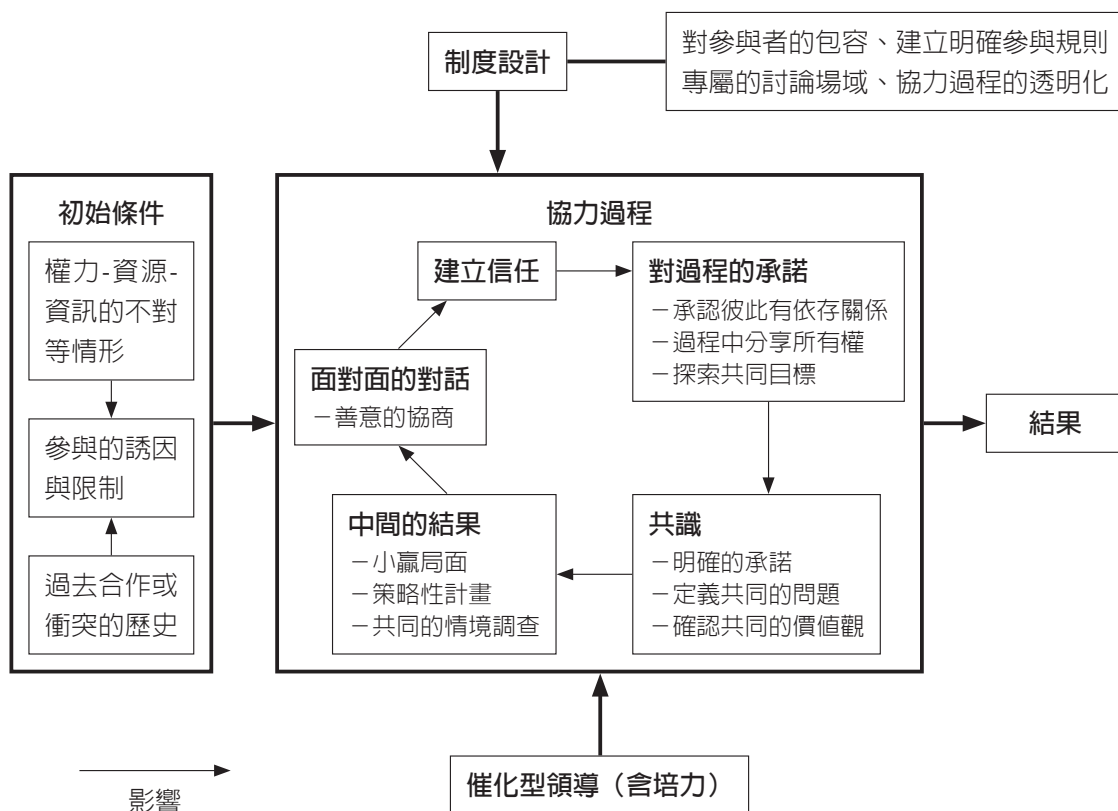 制度設計
對參與者的包容、建立明確參與規則
專屬的討論場域、協力過程的透明化
初始條件
權力-資源-
資訊的不對
等情形
參與的誘因
與限制
過去合作或
衝突的歷史
協力過程
建立信任
對過程的承諾
－承認彼此有依存關係
－過程中分享所有權
－探索共同目標
面對面的對話
－善意的協商
中間的結果
－小贏局面
－策略性計畫
－共同的情境調查
共識
－明確的承諾
－定義共同的問題
－確認共同的價值觀
結果
催化型領導（含培力）
影響